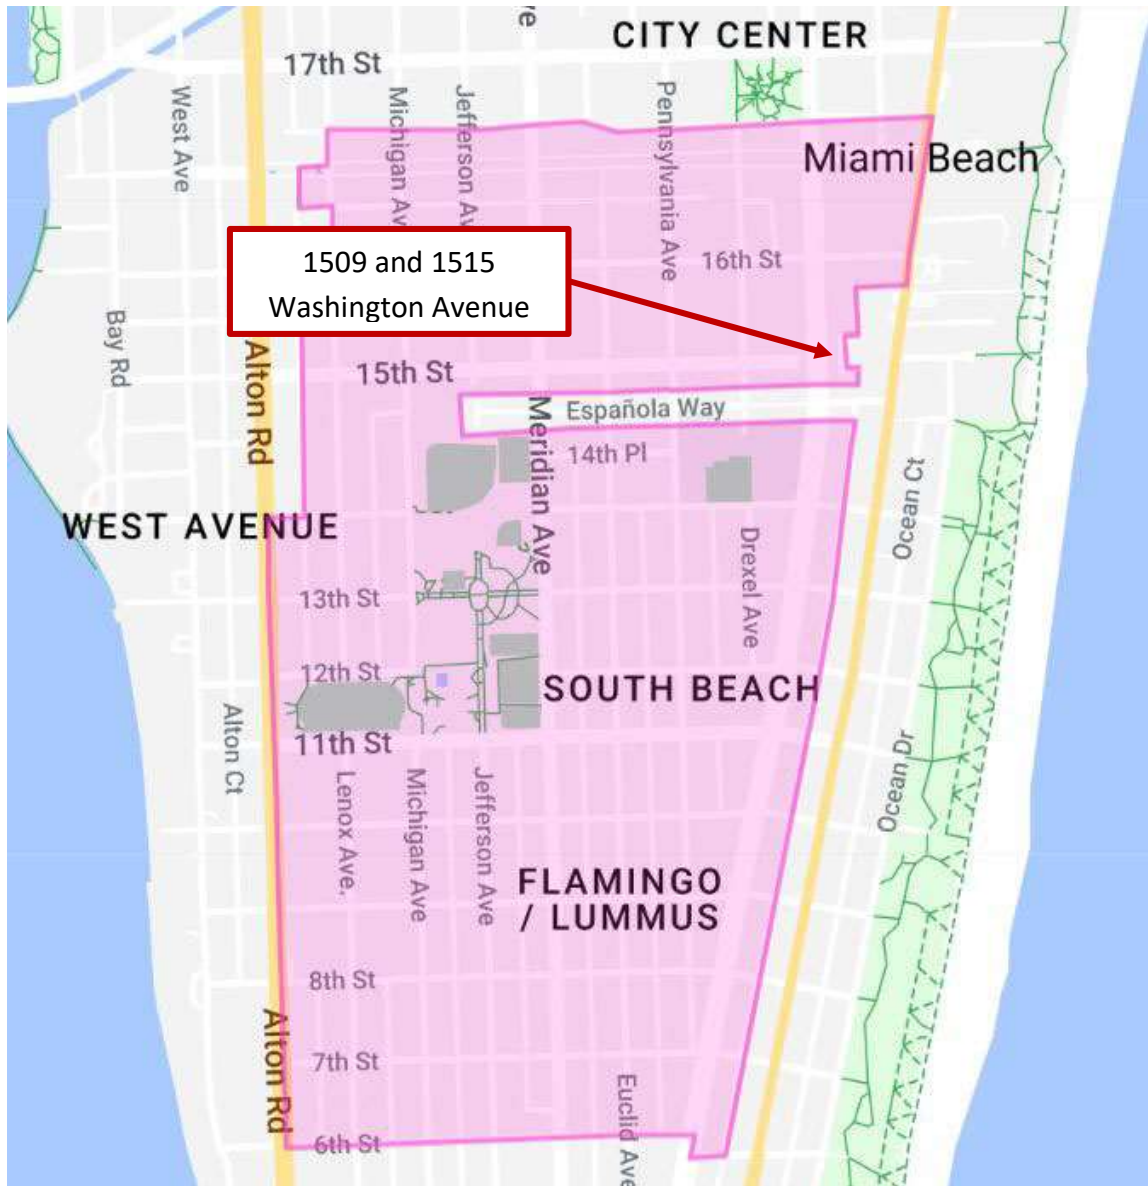 ve
CITY CENTER
17th St
West Ave
Michigan Av
Jefferson Av
Pennsylvania Ave
Miami Beach
1509 and 1515
Washington Avenue
16th St
Bay Rd
Alton Rd
15th St
Española Way
Meridian Ave
14th Pl
Ocean Ct
WEST AVENUE
Drexel Ave
13th St
12th St
SOUTH BEACH
Alton Ct
11th St
Ocean Dr
Lenox Ave.
Michigan Ave
Jefferson Ave
FLAMINGO
/ LUMMUS
8th St
Alton Rd
7th St
Euclid Ave
6th St